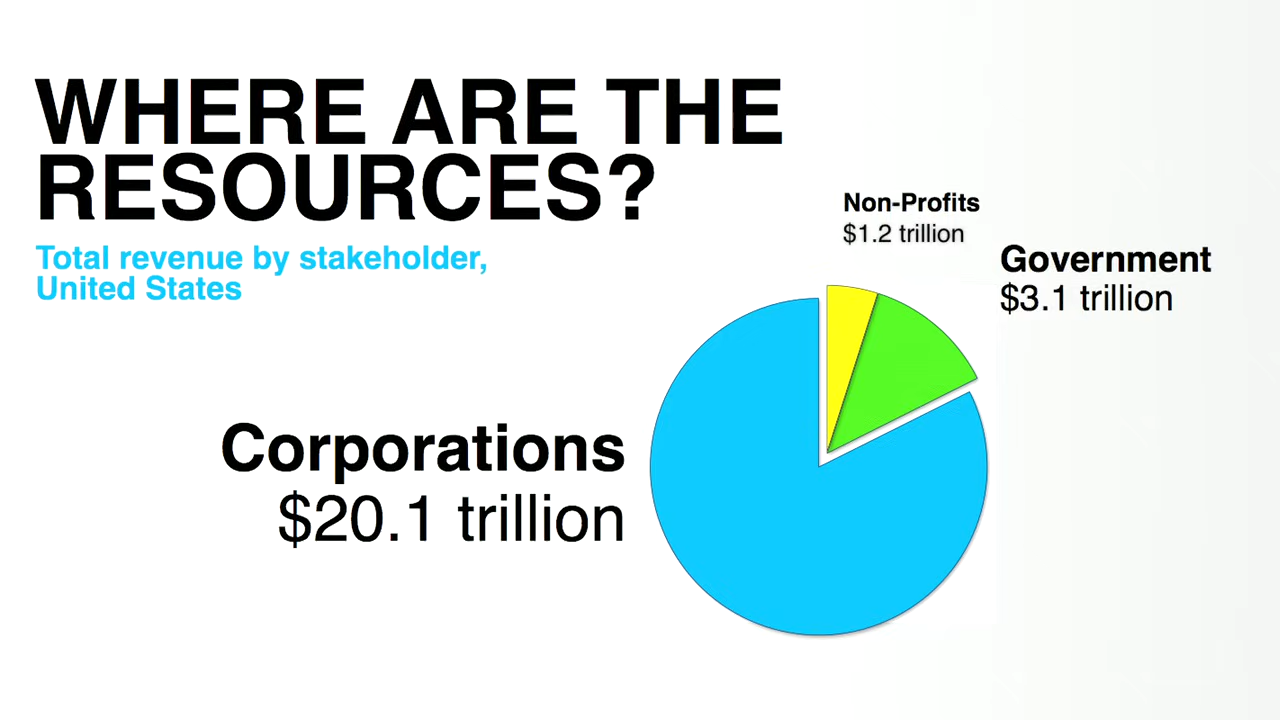 WHERE ARE THE
RESOURCES?
Total revenue by stakeholder,
United States
Non-Profits
$1.2 trillion
Government
$3.1 trillion
Corporations
$20.1 trillion